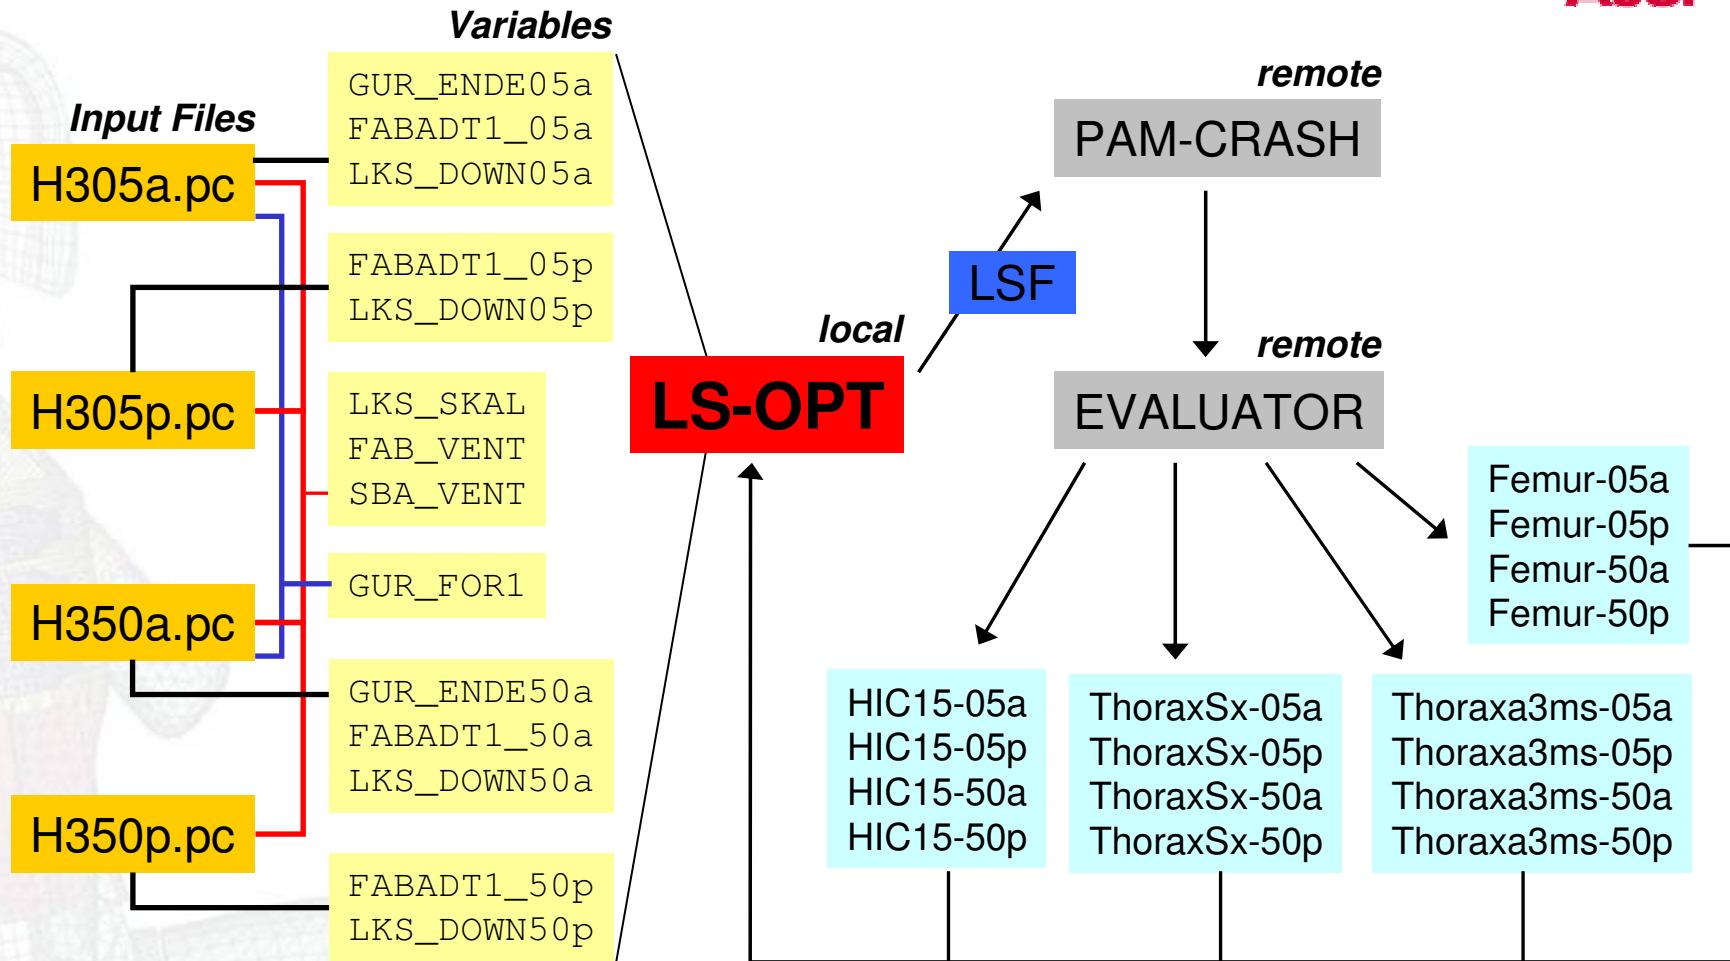 Variables
Input Files
H305a.pc
H305p.pc
H350a.pc
H350p.pc
GUR_ENDE05a
FABADT1_05a
LKS_DOWN05a
FABADT1_05p
LKS_DOWN05p
LKS_SKAL
FAB_VENT
SBA_VENT
GUR_FOR1
GUR_ENDE50a
FABADT1_50a
LKS_DOWN50a
FABADT1_50p
LKS_DOWN50p
local
LS-OPT
LSF
remote
PAM-CRASH
remote
EVALUATOR
Femur-05a
Femur-05p
Femur-50a
Femur-50p
HIC15-05a
HIC15-05p
HIC15-50a
HIC15-50p
ThoraxSx-05a
ThoraxSx-05p
ThoraxSx-50a
ThoraxSx-50p
Thoraxa3ms-05a
Thoraxa3ms-05p
Thoraxa3ms-50a
Thoraxa3ms-50p